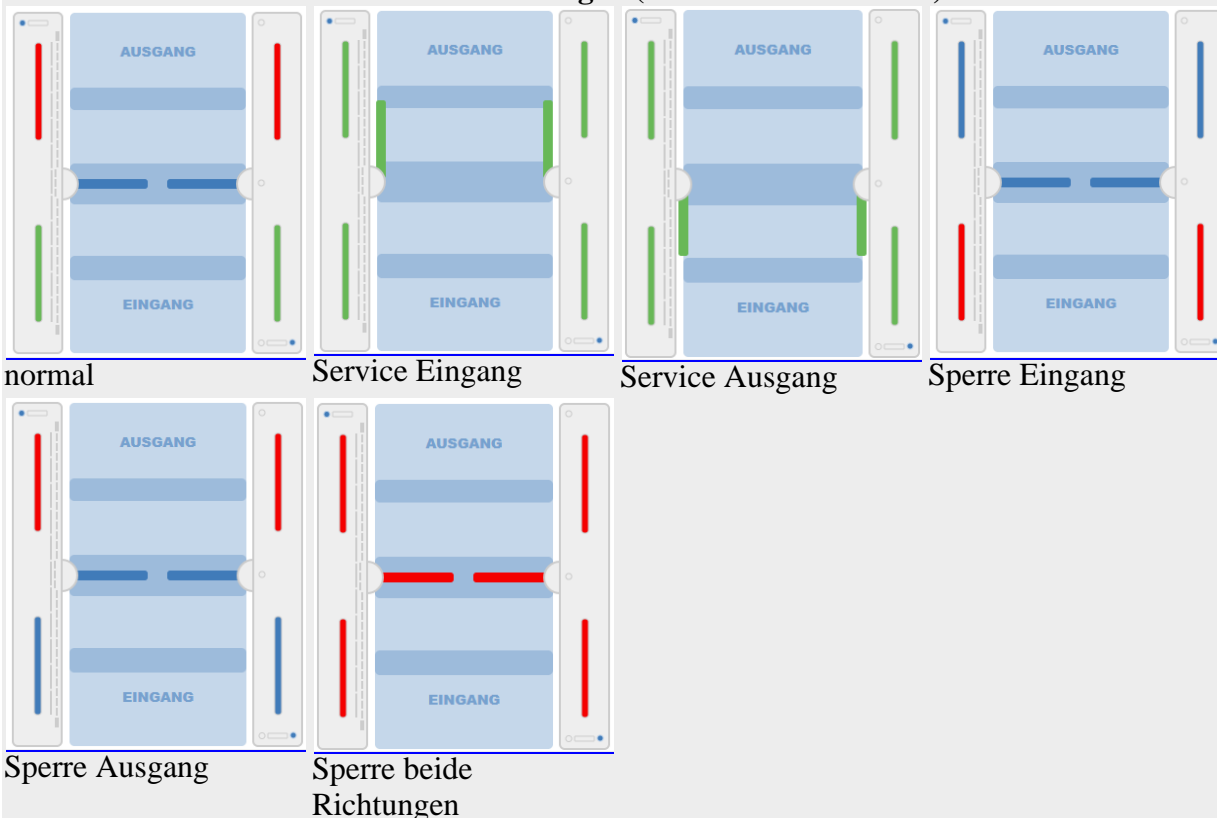 AUSGANG
EINGANG
normal
AUSGANG
EINGANG
Service Eingang
AUSGANG
EINGANG
Service Ausgang
AUSGANG
EINGANG
Sperre Eingang
AUSGANG
EINGANG
Sperre Ausgang
AUSGANG
EINGANG
Sperre beide
Richtungen